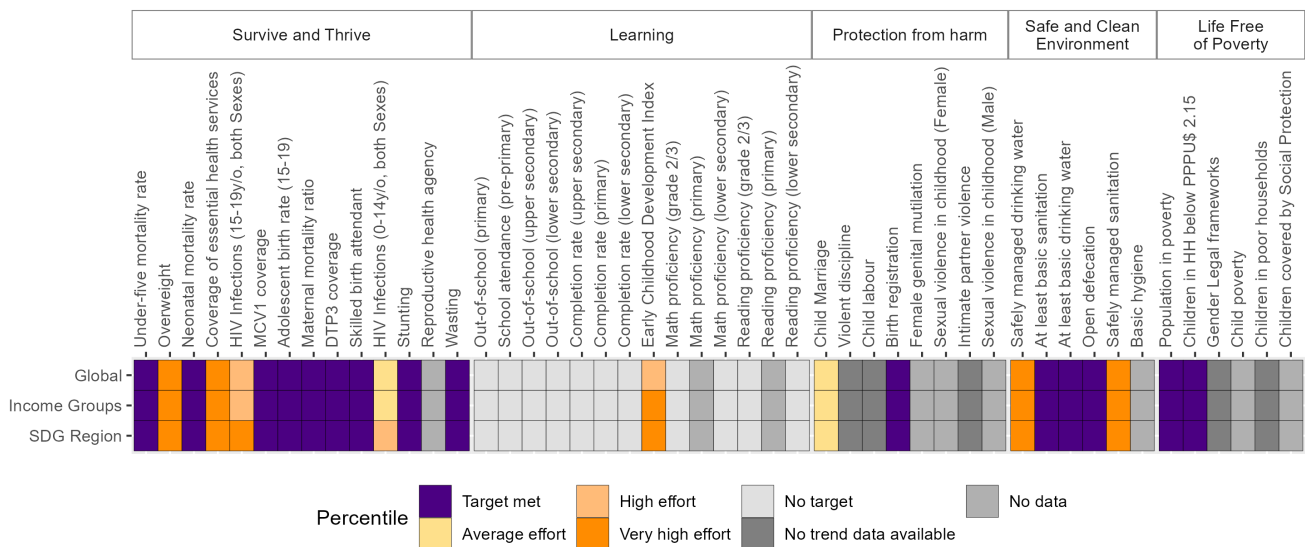 Survive and Thrive
Learning
Protection from harm
Safe and Clean
Environment
Life Free
of Poverty
Under-five mortality rate
Overweight
Neonatal mortality rate
Coverage of essential health services
HIV Infections (15-19y/o, both Sexes)
MCV1 coverage
Adolescent birth rate (15-19)
Maternal mortality ratio
DTP3 coverage
Skilled birth attendant
HIV Infections (0-14y/o, both Sexes)
Stunting
Reproductive health agency
Wasting
Out-of-school (primary)
School attendance (pre-primary)
Out-of-school (upper secondary)
Out-of-school (lower secondary)
Completion rate (upper secondary)
Completion rate (primary)
Completion rate (lower secondary)
Early Childhood Development Index
Math proficiency (grade 2/3)
Math proficiency (primary)
Math proficiency (lower secondary)
Reading proficiency (grade 2/3)
Reading proficiency (primary)
Reading proficiency (lower secondary)
Child Marriage
Violent discipline
Child labour
Birth registration
Female genital mutilation
Sexual violence in childhood (Female)
Intimate partner violence
Sexual violence in childhood (Male)
Safely managed drinking water
At least basic sanitation
At least basic drinking water
Open defecation
Safely managed sanitation
Basic hygiene
Population in poverty
Children in HH below PPPU$ 2.15
Gender Legal frameworks
Child poverty
Children in poor households
Children covered by Social Protection
Global
Income Groups
SDG Region
Percentile
Target met
High effort
No target
No data
Average effort
Very high effort
No trend data available